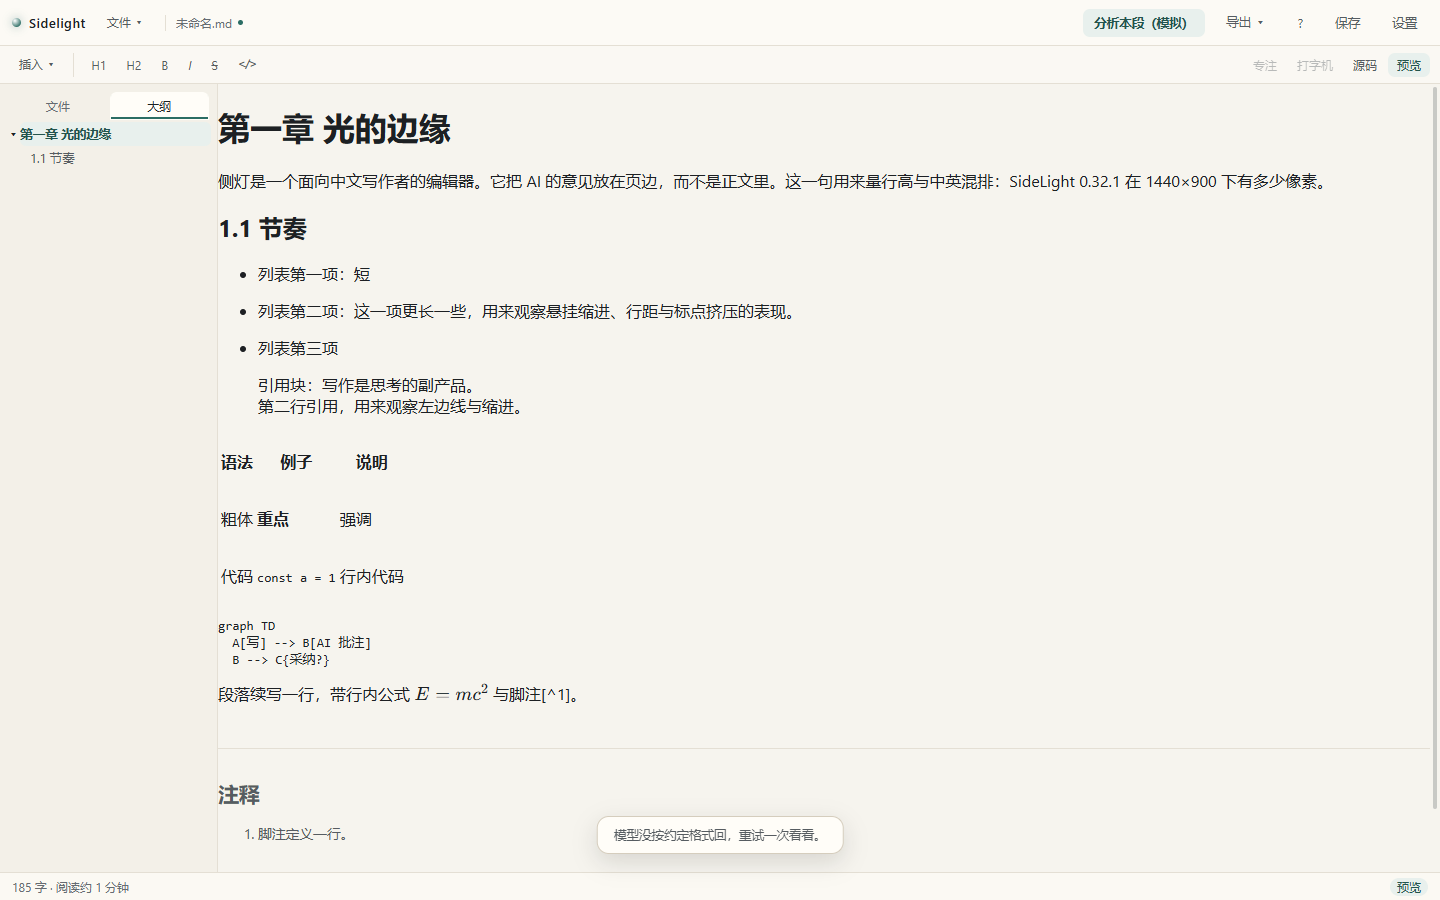 Sidelight 文件 ▾ 未命名.md ● 分析本段（模拟） 导出 ▾ ? 保存 设置
插入 ▾ H1 H2 B I S </> 专注 打字机 源码 预览
文件 大纲
▾ 第一章 光的边缘
1.1 节奏
第一章 光的边缘
侧灯是一个面向中文写作者的编辑器。它把 AI 的意见放在页边，而不是正文里。这一句用来量行高与中英混排：SideLight 0.32.1 在 1440×900 下有多少像素。
1.1 节奏
• 列表第一项：短
• 列表第二项：这一项更长一些，用来观察悬挂缩进、行距与标点挤压的表现。
• 列表第三项
引用块：写作是思考的副产品。
第二行引用，用来观察左边线与缩进。
语法 例子 说明
粗体 重点 强调
代码 const a = 1 行内代码
graph TD
A[写] --> B[AI 批注]
B --> C{采纳?}
段落续写一行，带行内公式 E = mc² 与脚注[^1]。
注释
1. 脚注定义一行。
模型没按约定格式回，重试一次看看。
185 字 · 阅读约 1 分钟 预览